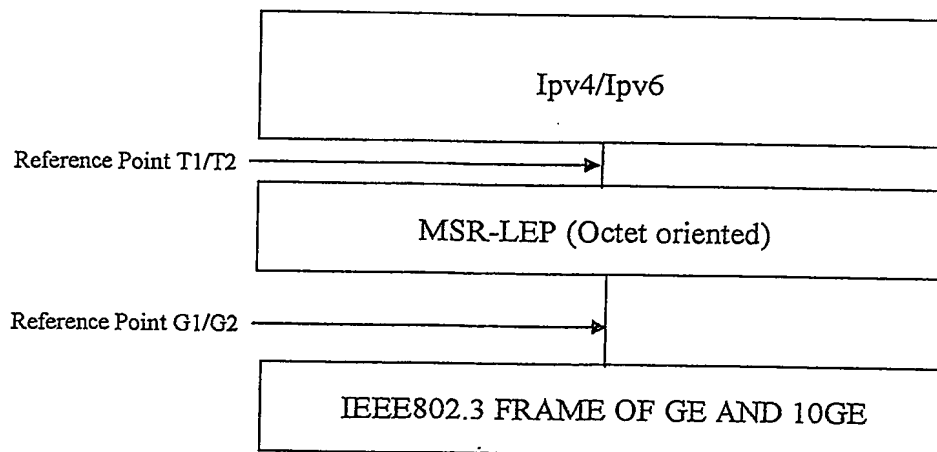 Ipv4/Ipv6
Reference Point T1/T2
MSR-LEP (Octet oriented)
Reference Point G1/G2
IEEE802.3 FRAME OF GE AND 10GE